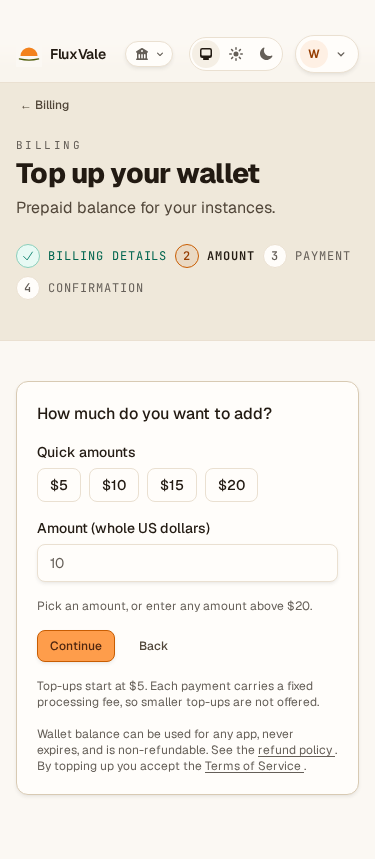 FluxVale
W
← Billing
BILLING
Top up your wallet
Prepaid balance for your instances.
BILLING DETAILS 2 AMOUNT 3 PAYMENT
4 CONFIRMATION
How much do you want to add?
Quick amounts
$5 $10 $15 $20
Amount (whole US dollars)
10
Pick an amount, or enter any amount above $20.
Continue Back
Top-ups start at $5. Each payment carries a fixed
processing fee, so smaller top-ups are not offered.
Wallet balance can be used for any app, never
expires, and is non-refundable. See the refund policy .
By topping up you accept the Terms of Service .